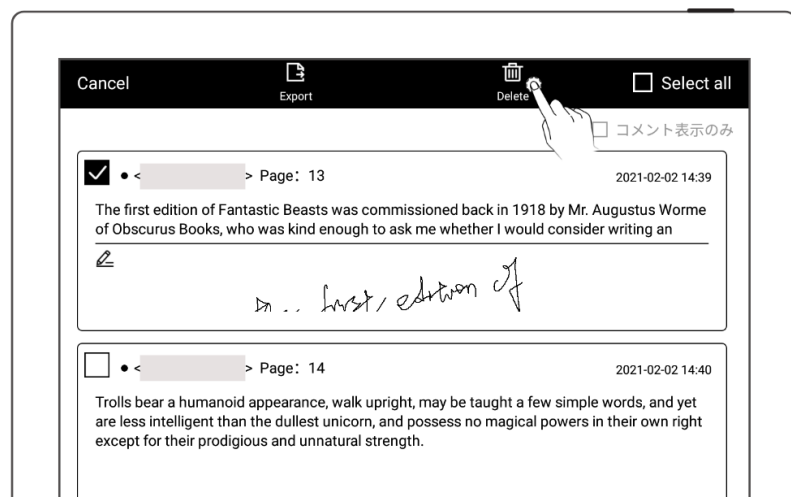 Cancel
Export
Delete
Select all
コメント表示のみ
● < > Page：13
2021-02-02 14:39
The first edition of Fantastic Beasts was commissioned back in 1918 by Mr. Augustus Worme
of Obscurus Books, who was kind enough to ask me whether I would consider writing an
first, edition of
● < > Page：14
2021-02-02 14:40
Trolls bear a humanoid appearance, walk upright, may be taught a few simple words, and yet
are less intelligent than the dullest unicorn, and possess no magical powers in their own right
except for their prodigious and unnatural strength.